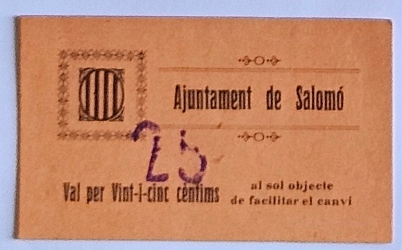 Ajuntament de Salomó
25
Val per Vint-i-cinc cèntims
al sol objecte
de facilitar el canvi